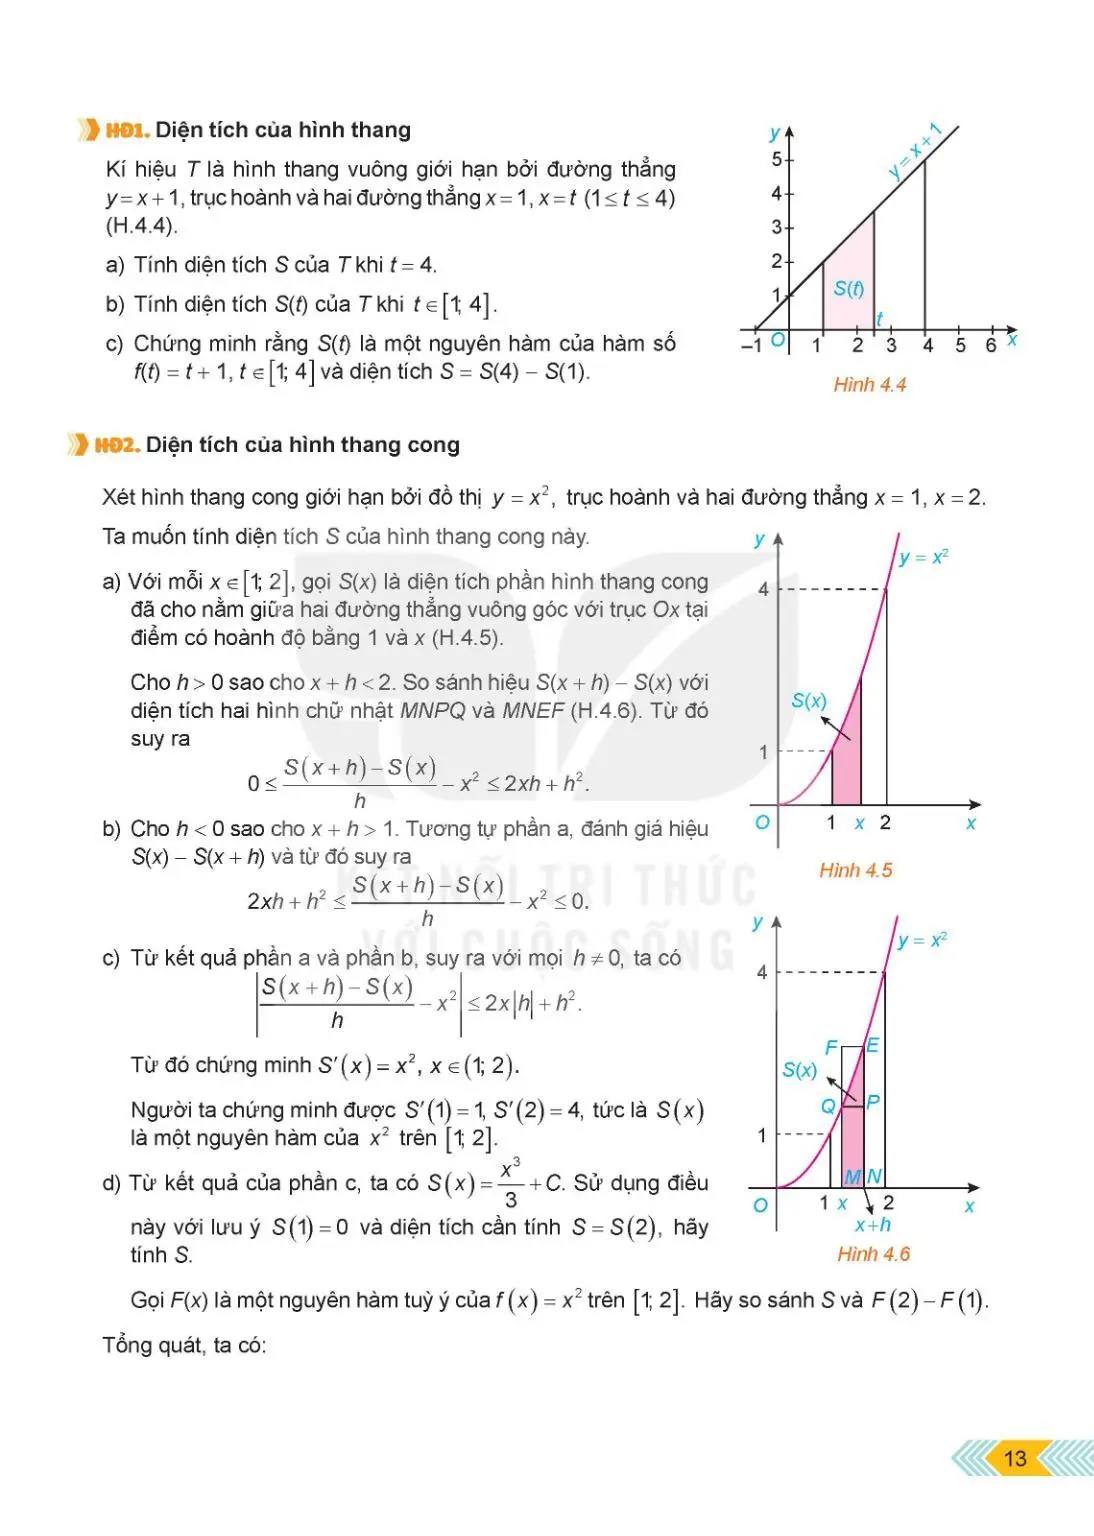 HĐ1. Diện tích của hình thang
Kí hiệu T là hình thang vuông giới hạn bởi đường thẳng
y = x + 1, trục hoành và hai đường thẳng x = 1, x = t (1 ≤ t ≤ 4)
(H.4.4).
a) Tính diện tích S của T khi t = 4.
b) Tính diện tích S(t) của T khi t ∈ [1; 4].
c) Chứng minh rằng S(t) là một nguyên hàm của hàm số
f(t) = t + 1, t ∈ [1; 4] và diện tích S = S(4) – S(1).
y
5
4
3
2
1
y = x + 1
S(t)
t
–1 O 1 2 3 4 5 6 x
Hình 4.4
HĐ2. Diện tích của hình thang cong
Xét hình thang cong giới hạn bởi đồ thị y = x², trục hoành và hai đường thẳng x = 1, x = 2.
Ta muốn tính diện tích S của hình thang cong này.
a) Với mỗi x ∈ [1; 2], gọi S(x) là diện tích phần hình thang cong
đã cho nằm giữa hai đường thẳng vuông góc với trục Ox tại
điểm có hoành độ bằng 1 và x (H.4.5).
Cho h > 0 sao cho x + h < 2. So sánh hiệu S(x + h) – S(x) với
diện tích hai hình chữ nhật MNPQ và MNEF (H.4.6). Từ đó
suy ra
0 ≤ (S(x+h) – S(x))/h – x² ≤ 2xh + h².
b) Cho h < 0 sao cho x + h > 1. Tương tự phần a, đánh giá hiệu
S(x) – S(x + h) và từ đó suy ra
2xh + h² ≤ (S(x+h) – S(x))/h – x² ≤ 0.
c) Từ kết quả phần a và phần b, suy ra với mọi h ≠ 0, ta có
|(S(x + h) – S(x))/h – x²| ≤ 2x|h| + h².
Từ đó chứng minh S′(x) = x², x ∈ (1; 2).
Người ta chứng minh được S′(1) = 1, S′(2) = 4, tức là S(x)
là một nguyên hàm của x² trên [1; 2].
d) Từ kết quả của phần c, ta có S(x) = x³/3 + C. Sử dụng điều
này với lưu ý S(1) = 0 và diện tích cần tính S = S(2), hãy
tính S.
Gọi F(x) là một nguyên hàm tuỳ ý của f(x) = x² trên [1; 2]. Hãy so sánh S và F(2) – F(1).
Tổng quát, ta có:
y
y = x²
4
S(x)
1
O 1 x 2 x
Hình 4.5
y
y = x²
4
F E
S(x)
Q P
1
M N
O 1 x 2 x
x+h
Hình 4.6
KẾT NỐI TRI THỨC
VỚI CUỘC SỐNG
13